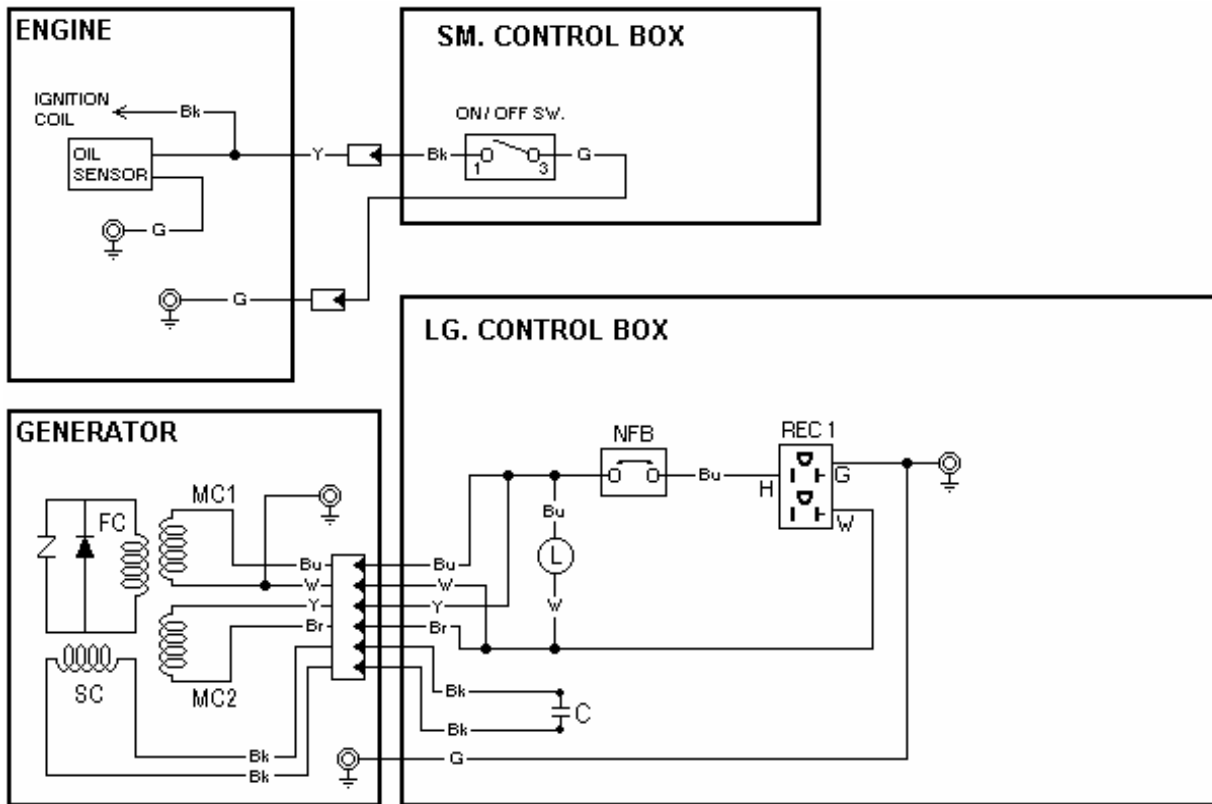 ENGINE
IGNITION
COIL
Bk
OIL
SENSOR
G
G
Y
SM. CONTROL BOX
ON/ OFF SW.
Bk
1
3
G
LG. CONTROL BOX
NFB
REC 1
Bu
H
G
W
Bu
L
W
Bu
W
Y
Br
Bk
Bk
C
G
GENERATOR
FC
MC1
Bu
W
Y
Br
SC
MC2
Bk
Bk